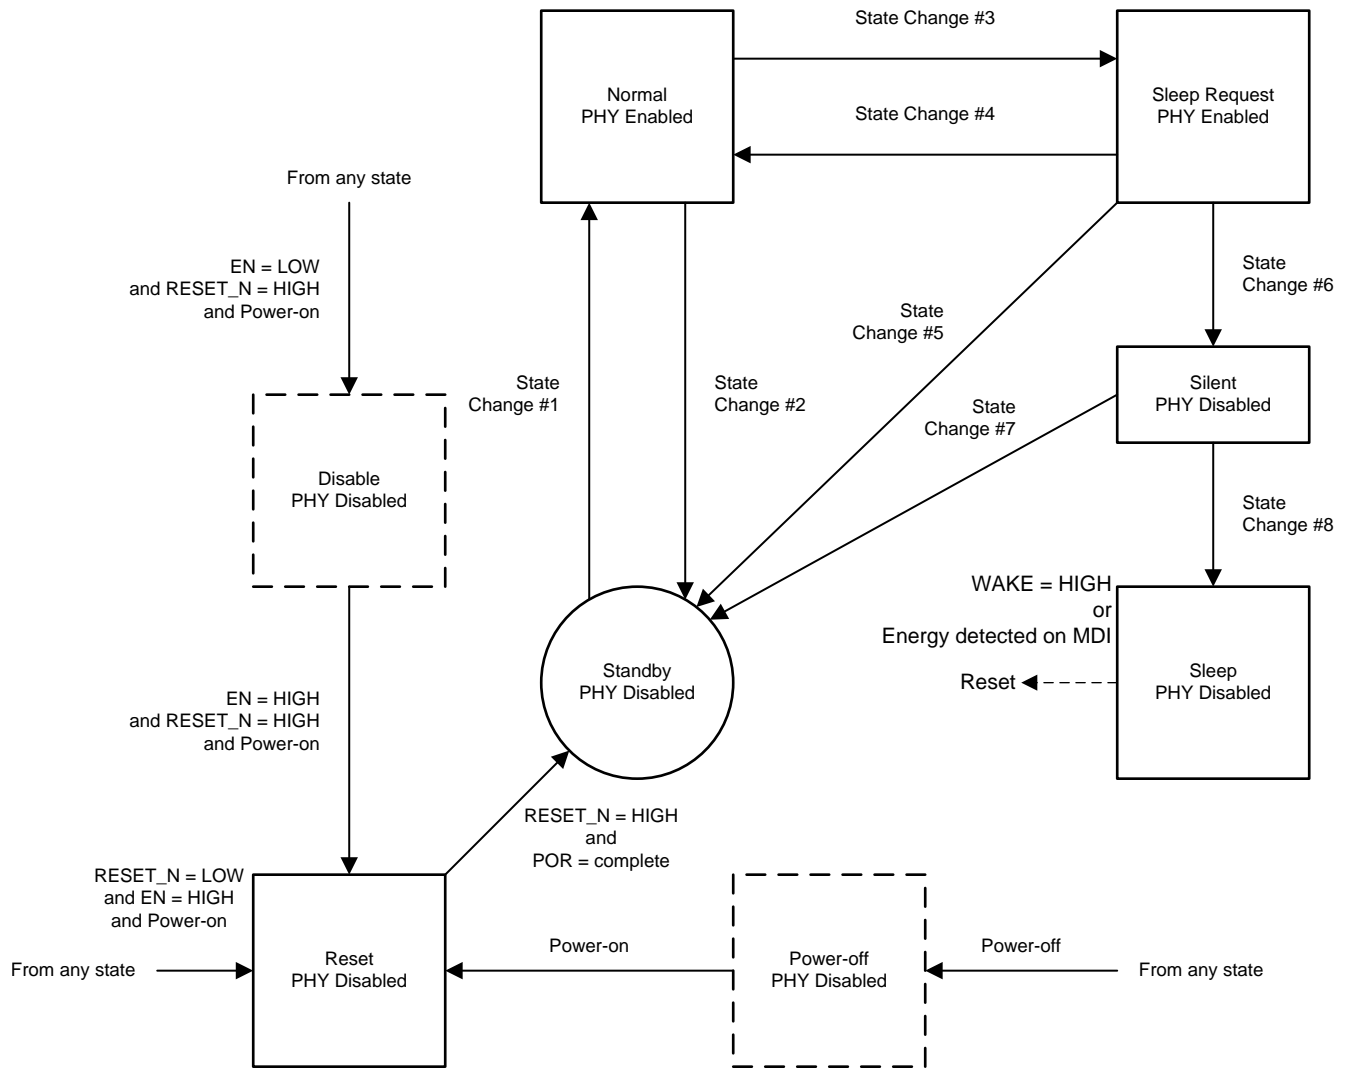 State Change #3
Normal
PHY Enabled
Sleep Request
PHY Enabled
State Change #4
From any state
EN = LOW
and RESET_N = HIGH
and Power-on
State
Change #6
State
Change #5
State
Change #1
State
Change #2
Silent
PHY Disabled
State
Change #7
Disable
PHY Disabled
State
Change #8
WAKE = HIGH
or
Energy detected on MDI
Reset
Sleep
PHY Disabled
Standby
PHY Disabled
EN = HIGH
and RESET_N = HIGH
and Power-on
RESET_N = HIGH
and
POR = complete
RESET_N = LOW
and EN = HIGH
and Power-on
From any state
Reset
PHY Disabled
Power-on
Power-off
PHY Disabled
Power-off
From any state